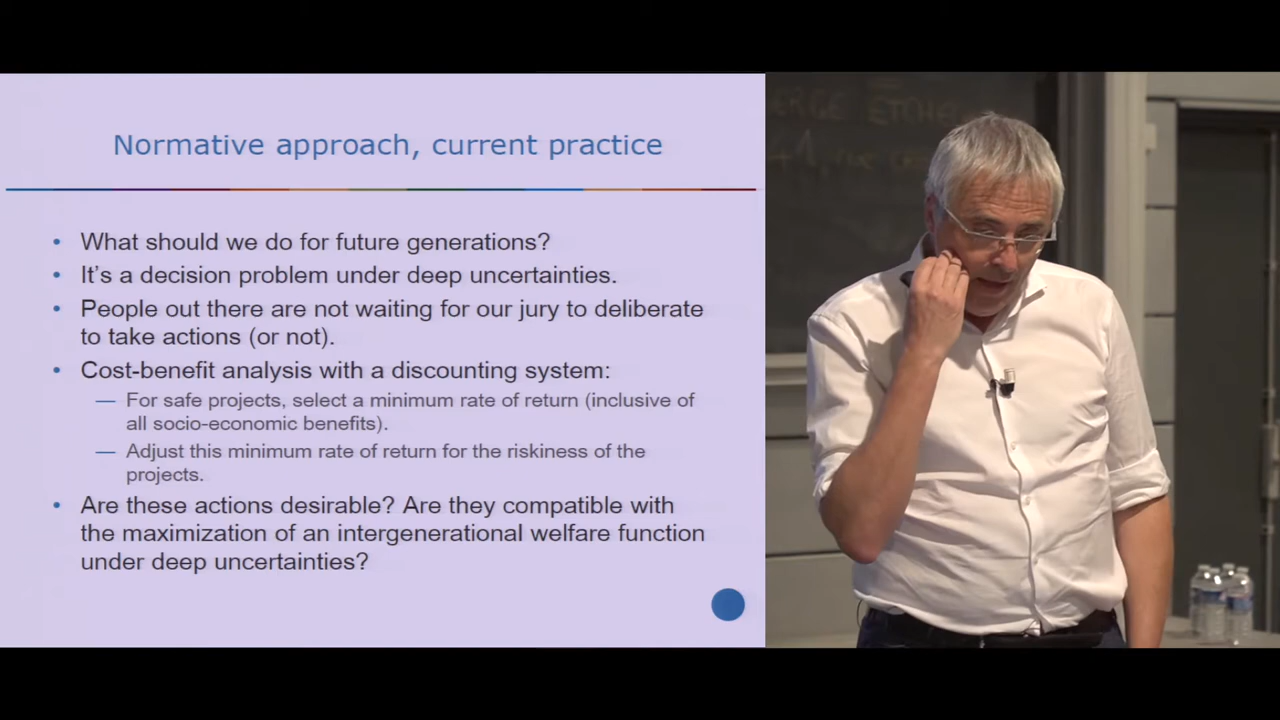 Normative approach, current practice
• What should we do for future generations?
• It's a decision problem under deep uncertainties.
• People out there are not waiting for our jury to deliberate
to take actions (or not).
• Cost-benefit analysis with a discounting system:
— For safe projects, select a minimum rate of return (inclusive of
all socio-economic benefits).
— Adjust this minimum rate of return for the riskiness of the
projects.
• Are these actions desirable? Are they compatible with
the maximization of an intergenerational welfare function
under deep uncertainties?